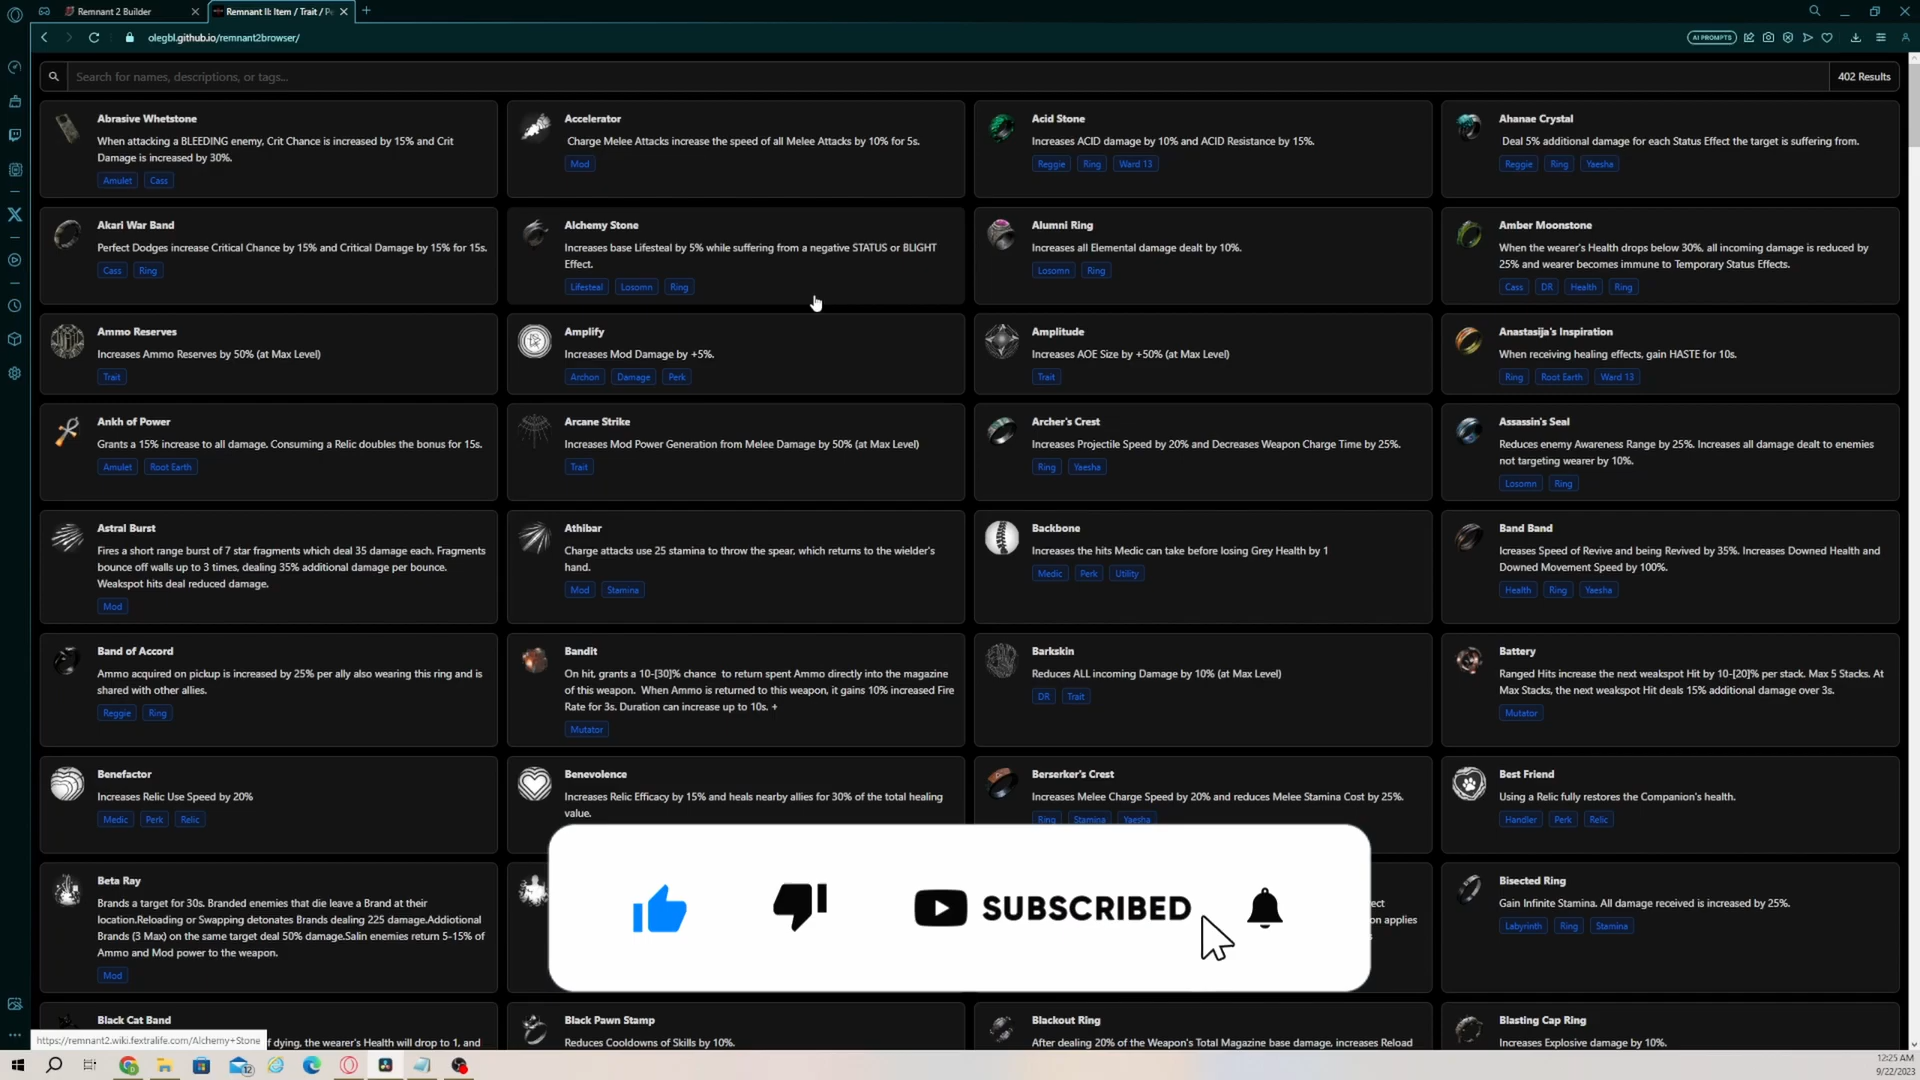 Remnant 2 Builder
Remnant II: Item / Trait / Pe
olegbl.github.io/remnant2browser/
AI PROMPTS
Search for names, descriptions, or tags...
402 Results
Abrasive Whetstone
When attacking a BLEEDING enemy, Crit Chance is increased by 15% and Crit
Damage is increased by 30%.
Amulet Cass
Accelerator
Charge Melee Attacks increase the speed of all Melee Attacks by 10% for 5s.
Mod
Acid Stone
Increases ACID damage by 10% and ACID Resistance by 15%.
Reggie Ring Ward 13
Ahanae Crystal
Deal 5% additional damage for each Status Effect the target is suffering from.
Reggie Ring Yaesha
Akari War Band
Perfect Dodges increase Critical Chance by 15% and Critical Damage by 15% for 15s.
Cass Ring
Alchemy Stone
Increases base Lifesteal by 5% while suffering from a negative STATUS or BLIGHT
Effect.
Lifesteal Losomn Ring
Alumni Ring
Increases all Elemental damage dealt by 10%.
Losomn Ring
Amber Moonstone
When the wearer's Health drops below 30%, all incoming damage is reduced by
25% and wearer becomes immune to Temporary Status Effects.
Cass DR Health Ring
Ammo Reserves
Increases Ammo Reserves by 50% (at Max Level)
Trait
Amplify
Increases Mod Damage by +5%.
Archon Damage Perk
Amplitude
Increases AOE Size by +50% (at Max Level)
Trait
Anastasija's Inspiration
When receiving healing effects, gain HASTE for 10s.
Ring Root Earth Ward 13
Ankh of Power
Grants a 15% increase to all damage. Consuming a Relic doubles the bonus for 15s.
Amulet Root Earth
Arcane Strike
Increases Mod Power Generation from Melee Damage by 50% (at Max Level)
Trait
Archer's Crest
Increases Projectile Speed by 20% and Decreases Weapon Charge Time by 25%.
Ring Yaesha
Assassin's Seal
Reduces enemy Awareness Range by 25%. Increases all damage dealt to enemies
not targeting wearer by 10%.
Losomn Ring
Astral Burst
Fires a short range burst of 7 star fragments which deal 35 damage each. Fragments
bounce off walls up to 3 times, dealing 35% additional damage per bounce.
Weakspot hits deal reduced damage.
Mod
Athibar
Charge attacks use 25 stamina to throw the spear, which returns to the wielder's
hand.
Mod Stamina
Backbone
Increases the hits Medic can take before losing Grey Health by 1
Medic Perk Utility
Band Band
Icreases Speed of Revive and being Revived by 35%. Increases Downed Health and
Downed Movement Speed by 100%.
Health Ring Yaesha
Band of Accord
Ammo acquired on pickup is increased by 25% per ally also wearing this ring and is
shared with other allies.
Reggie Ring
Bandit
On hit, grants a 10-[30]% chance to return spent Ammo directly into the magazine
of this weapon. When Ammo is returned to this weapon, it gains 10% increased Fire
Rate for 3s. Duration can increase up to 10s. +
Mutator
Barkskin
Reduces ALL incoming Damage by 10% (at Max Level)
DR Trait
Battery
Ranged Hits increase the next weakspot Hit by 10-[20]% per stack. Max 5 Stacks. At
Max Stacks, the next weakspot Hit deals 15% additional damage over 3s.
Mutator
Benefactor
Increases Relic Use Speed by 20%
Medic Perk Relic
Benevolence
Increases Relic Efficacy by 15% and heals nearby allies for 30% of the total healing
value.
Berserker's Crest
Increases Melee Charge Speed by 20% and reduces Melee Stamina Cost by 25%.
Ring Stamina Yaesha
Best Friend
Using a Relic fully restores the Companion's health.
Handler Perk Relic
Beta Ray
Brands a target for 30s. Branded enemies that die leave a Brand at their
location.Reloading or Swapping detonates Brands dealing 225 damage.Addiotional
Brands (3 Max) on the same target deal 50% damage.Salin enemies return 5-15% of
Ammo and Mod power to the weapon.
Mod
ect
on applies
SUBSCRIBED
Bisected Ring
Gain Infinite Stamina. All damage received is increased by 25%.
Labyrinth Ring Stamina
Black Cat Band
f dying, the wearer's Health will drop to 1, and
Black Pawn Stamp
Reduces Cooldowns of Skills by 10%.
Blackout Ring
After dealing 20% of the Weapon's Total Magazine base damage, increases Reload
Blasting Cap Ring
Increases Explosive damage by 10%.
https://remnant2.wiki.fextralife.com/Alchemy+Stone
12
12:25 AM
9/22/2023